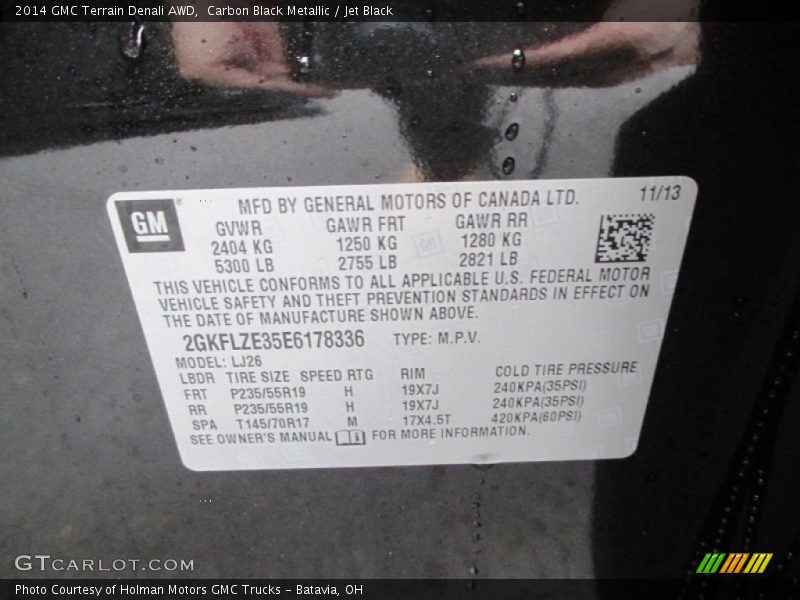 2014 GMC Terrain Denali AWD, Carbon Black Metallic / Jet Black
GM
MFD BY GENERAL MOTORS OF CANADA LTD. 11/13
GVWR GAWR FRT GAWR RR
2404 KG 1250 KG 1280 KG
5300 LB 2755 LB 2821 LB
THIS VEHICLE CONFORMS TO ALL APPLICABLE U.S. FEDERAL MOTOR
VEHICLE SAFETY AND THEFT PREVENTION STANDARDS IN EFFECT ON
THE DATE OF MANUFACTURE SHOWN ABOVE.
2GKFLZE35E6178336 TYPE: M.P.V.
MODEL: LJ26
LBDR TIRE SIZE SPEED RTG RIM COLD TIRE PRESSURE
FRT P235/55R19 H 19X7J 240KPA(35PSI)
RR P235/55R19 H 19X7J 240KPA(35PSI)
SPA T145/70R17 M 17X4.5T 420KPA(60PSI)
SEE OWNER'S MANUAL FOR MORE INFORMATION.
GTCARLOT.COM
Photo Courtesy of Holman Motors GMC Trucks - Batavia, OH